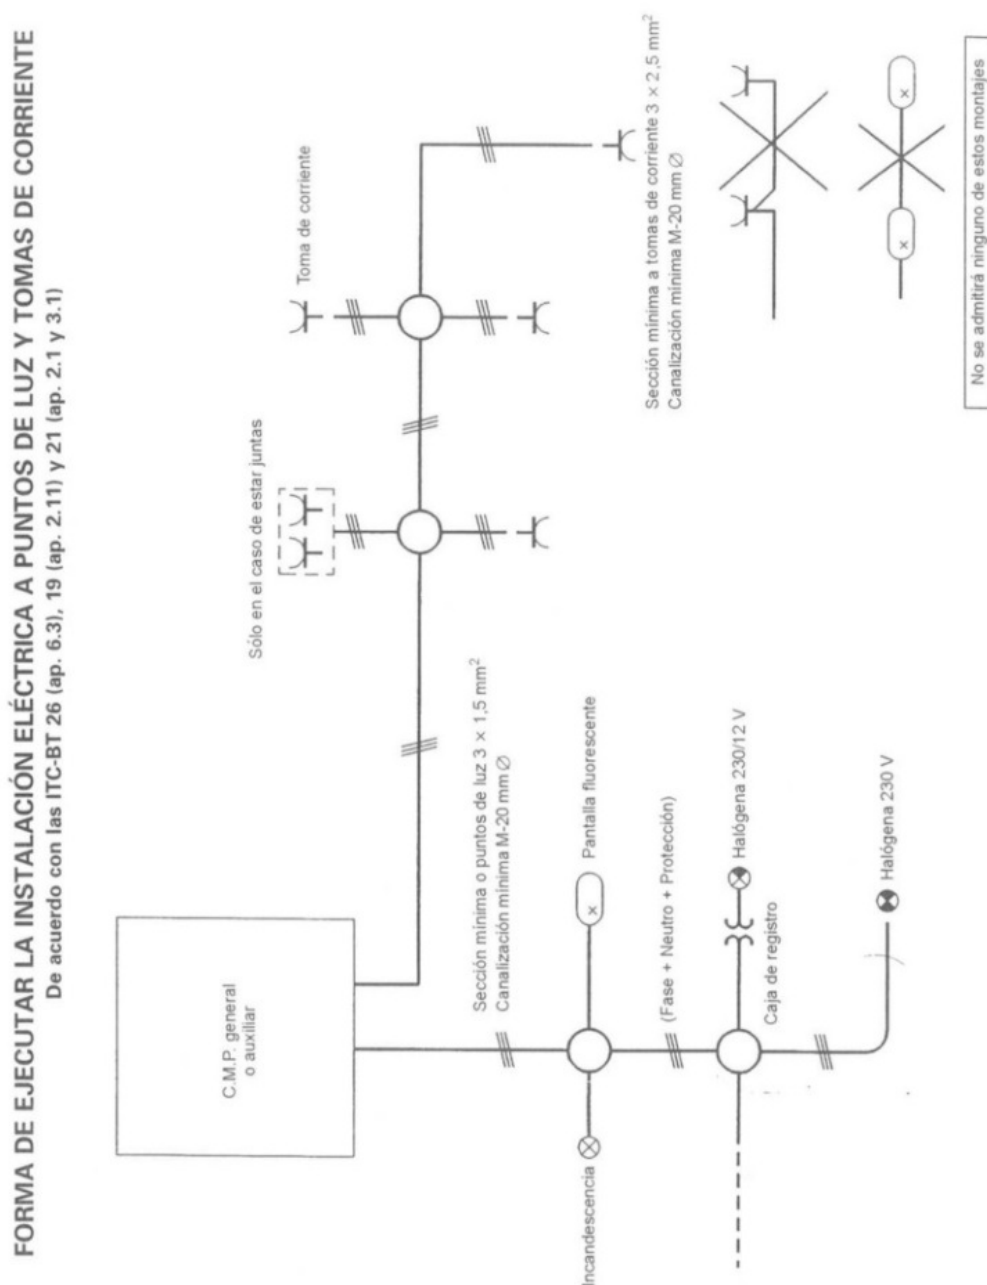 FORMA DE EJECUTAR LA INSTALACIÓN ELÉCTRICA A PUNTOS DE LUZ Y TOMAS DE CORRIENTE
De acuerdo con las ITC-BT 26 (ap. 6.3), 19 (ap. 2.11) y 21 (ap. 2.1 y 3.1)
C.M.P. general
o auxiliar
Sólo en el caso de estar juntas
Toma de corriente
Sección mínima o puntos de luz 3 × 1,5 mm²
Canalización mínima M-20 mm Ø
Incandescencia
x
Pantalla fluorescente
(Fase + Neutro + Protección)
Halógena 230/12 V
Caja de registro
Halógena 230 V
Sección mínima a tomas de corriente 3 × 2,5 mm²
Canalización mínima M-20 mm Ø
x
x
No se admitirá ninguno de estos montajes